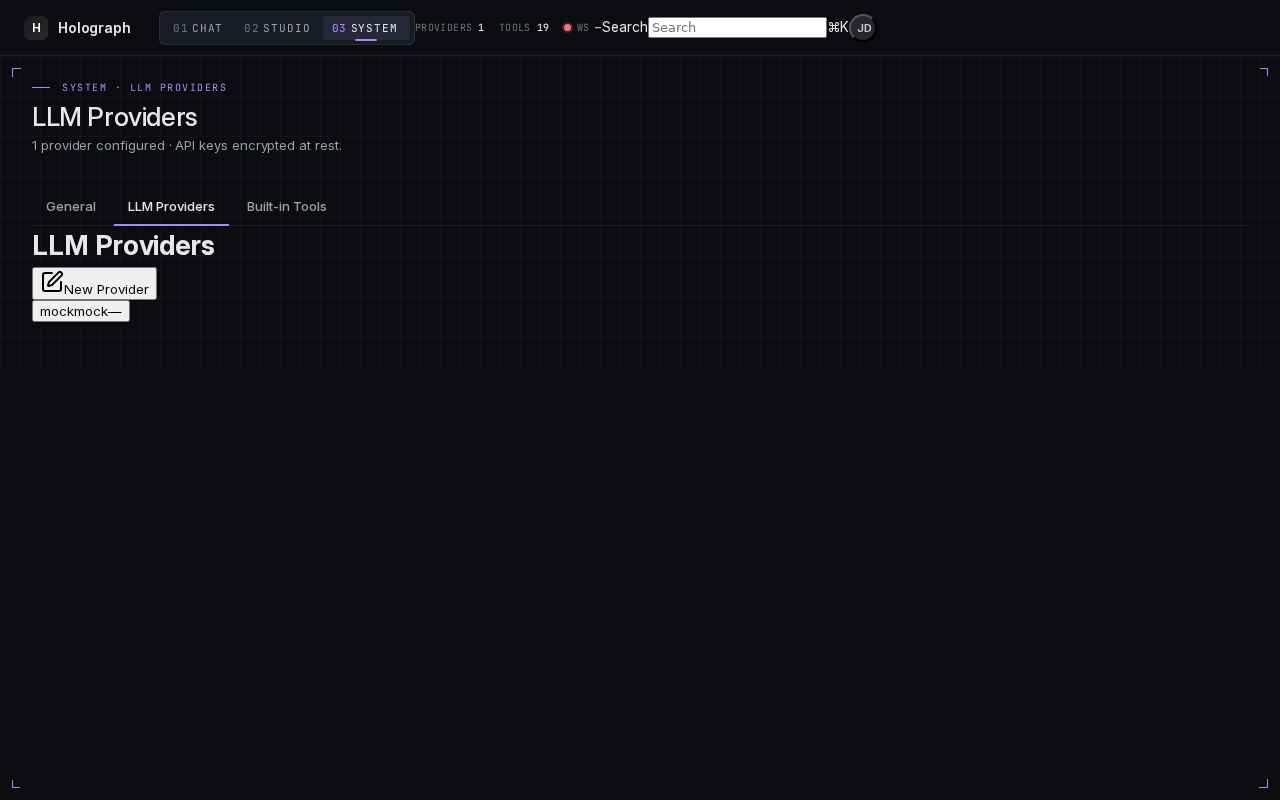 H Holograph 01 CHAT 02 STUDIO 03 SYSTEM PROVIDERS 1 TOOLS 19 WS – Search Search ⌘K JD
SYSTEM · LLM PROVIDERS
LLM Providers
1 provider configured · API keys encrypted at rest.
General LLM Providers Built-in Tools
LLM Providers
New Provider
mockmock—